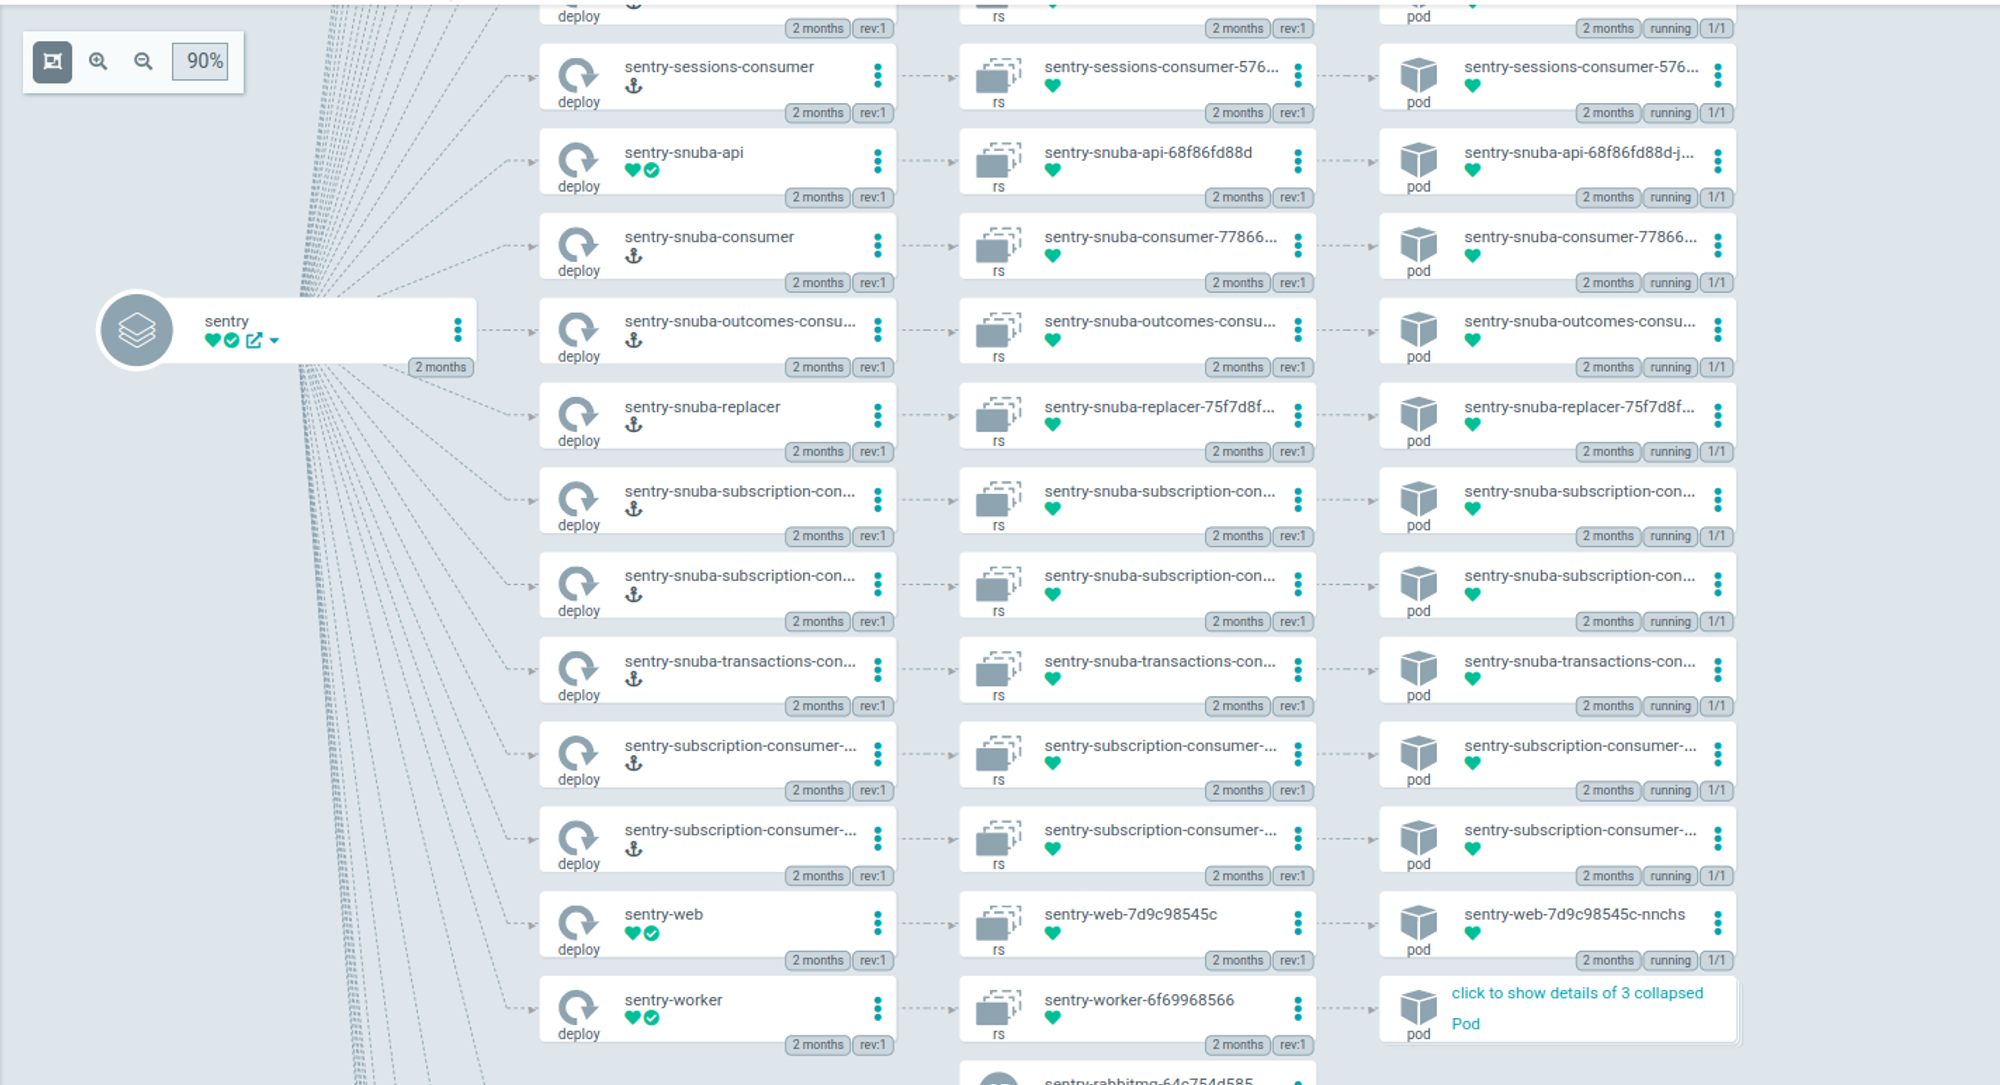 deploy
2 months rev:1
rs
2 months rev:1
pod
2 months running 1/1
90%
sentry-sessions-consumer
deploy
2 months rev:1
sentry-sessions-consumer-576...
rs
2 months rev:1
sentry-sessions-consumer-576...
pod
2 months running 1/1
sentry-snuba-api
deploy
2 months rev:1
sentry-snuba-api-68f86fd88d
rs
2 months rev:1
sentry-snuba-api-68f86fd88d-j...
pod
2 months running 1/1
sentry-snuba-consumer
deploy
2 months rev:1
sentry-snuba-consumer-77866...
rs
2 months rev:1
sentry-snuba-consumer-77866...
pod
2 months running 1/1
sentry
2 months
sentry-snuba-outcomes-consu...
deploy
2 months rev:1
sentry-snuba-outcomes-consu...
rs
2 months rev:1
sentry-snuba-outcomes-consu...
pod
2 months running 1/1
sentry-snuba-replacer
deploy
2 months rev:1
sentry-snuba-replacer-75f7d8f...
rs
2 months rev:1
sentry-snuba-replacer-75f7d8f...
pod
2 months running 1/1
sentry-snuba-subscription-con...
deploy
2 months rev:1
sentry-snuba-subscription-con...
rs
2 months rev:1
sentry-snuba-subscription-con...
pod
2 months running 1/1
sentry-snuba-subscription-con...
deploy
2 months rev:1
sentry-snuba-subscription-con...
rs
2 months rev:1
sentry-snuba-subscription-con...
pod
2 months running 1/1
sentry-snuba-transactions-con...
deploy
2 months rev:1
sentry-snuba-transactions-con...
rs
2 months rev:1
sentry-snuba-transactions-con...
pod
2 months running 1/1
sentry-subscription-consumer-...
deploy
2 months rev:1
sentry-subscription-consumer-...
rs
2 months rev:1
sentry-subscription-consumer-...
pod
2 months running 1/1
sentry-subscription-consumer-...
deploy
2 months rev:1
sentry-subscription-consumer-...
rs
2 months rev:1
sentry-subscription-consumer-...
pod
2 months running 1/1
sentry-web
deploy
2 months rev:1
sentry-web-7d9c98545c
rs
2 months rev:1
sentry-web-7d9c98545c-nnchs
pod
2 months running 1/1
sentry-worker
deploy
2 months rev:1
sentry-worker-6f69968566
rs
2 months rev:1
click to show details of 3 collapsed
Pod
pod
sentry-rabbitmq-64c754d585